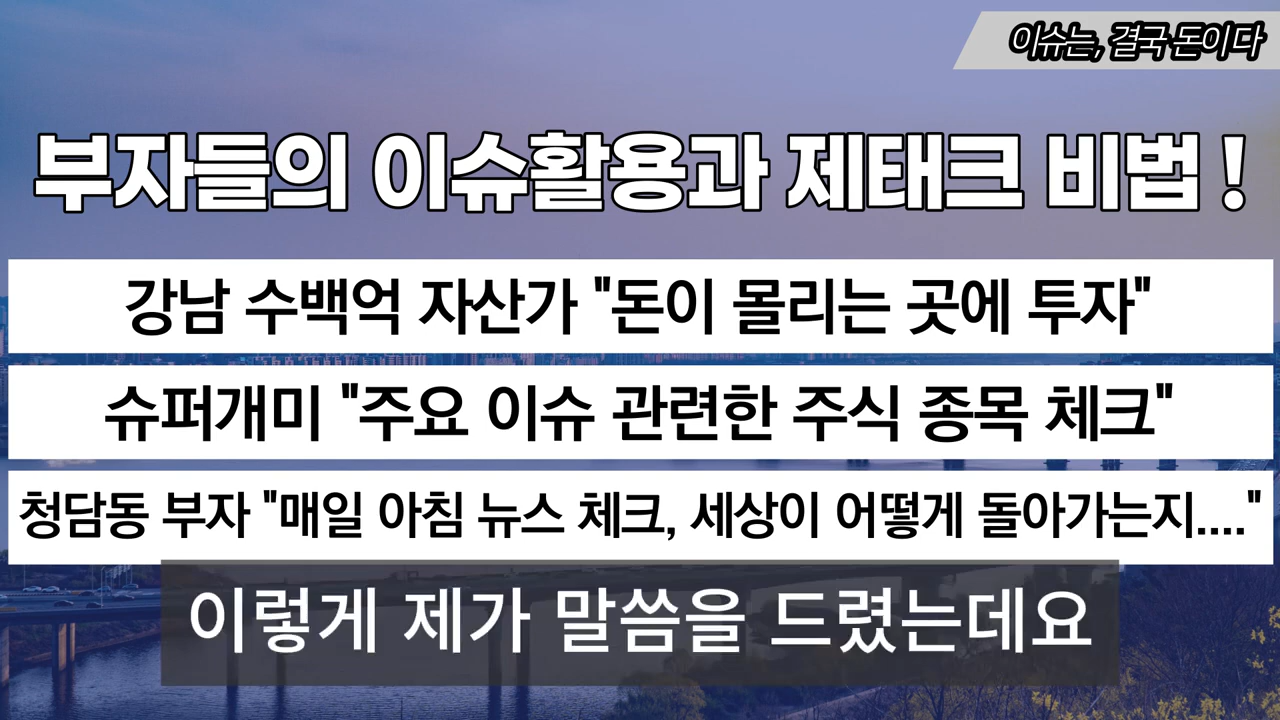 이슈는, 결국 돈이다
부자들의 이슈활용과 제태크 비법 !
강남 수백억 자산가 "돈이 몰리는 곳에 투자"
슈퍼개미 "주요 이슈 관련한 주식 종목 체크"
청담동 부자 "매일 아침 뉴스 체크, 세상이 어떻게 돌아가는지...."
이렇게 제가 말씀을 드렸는데요